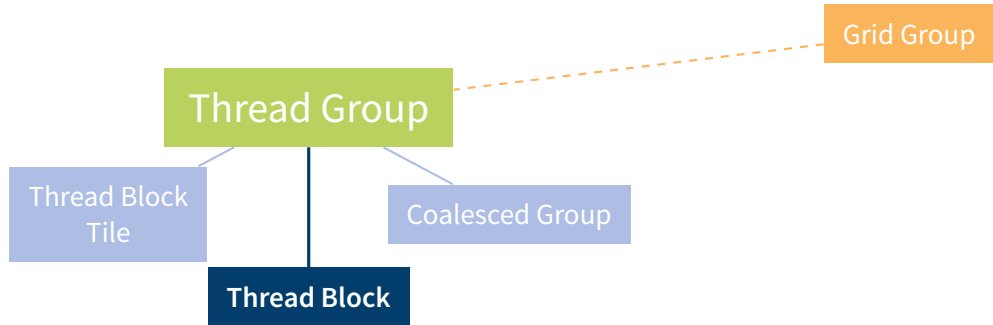 Grid Group
Thread Group
Thread Block
Tile
Coalesced Group
Thread Block